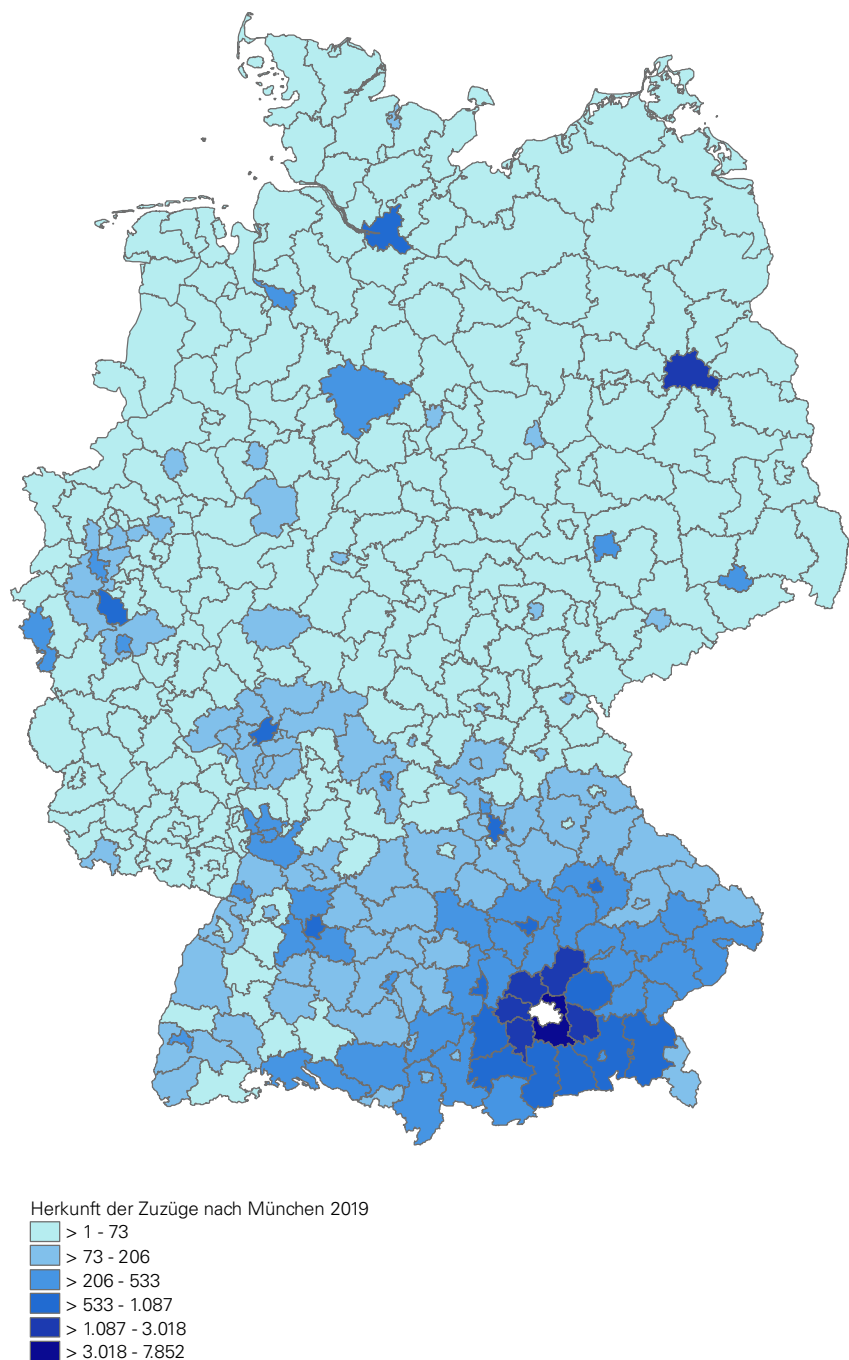 Herkunft der Zuzüge nach München 2019
> 1 - 73
> 73 - 206
> 206 - 533
> 533 - 1.087
> 1.087 - 3.018
> 3.018 - 7.852